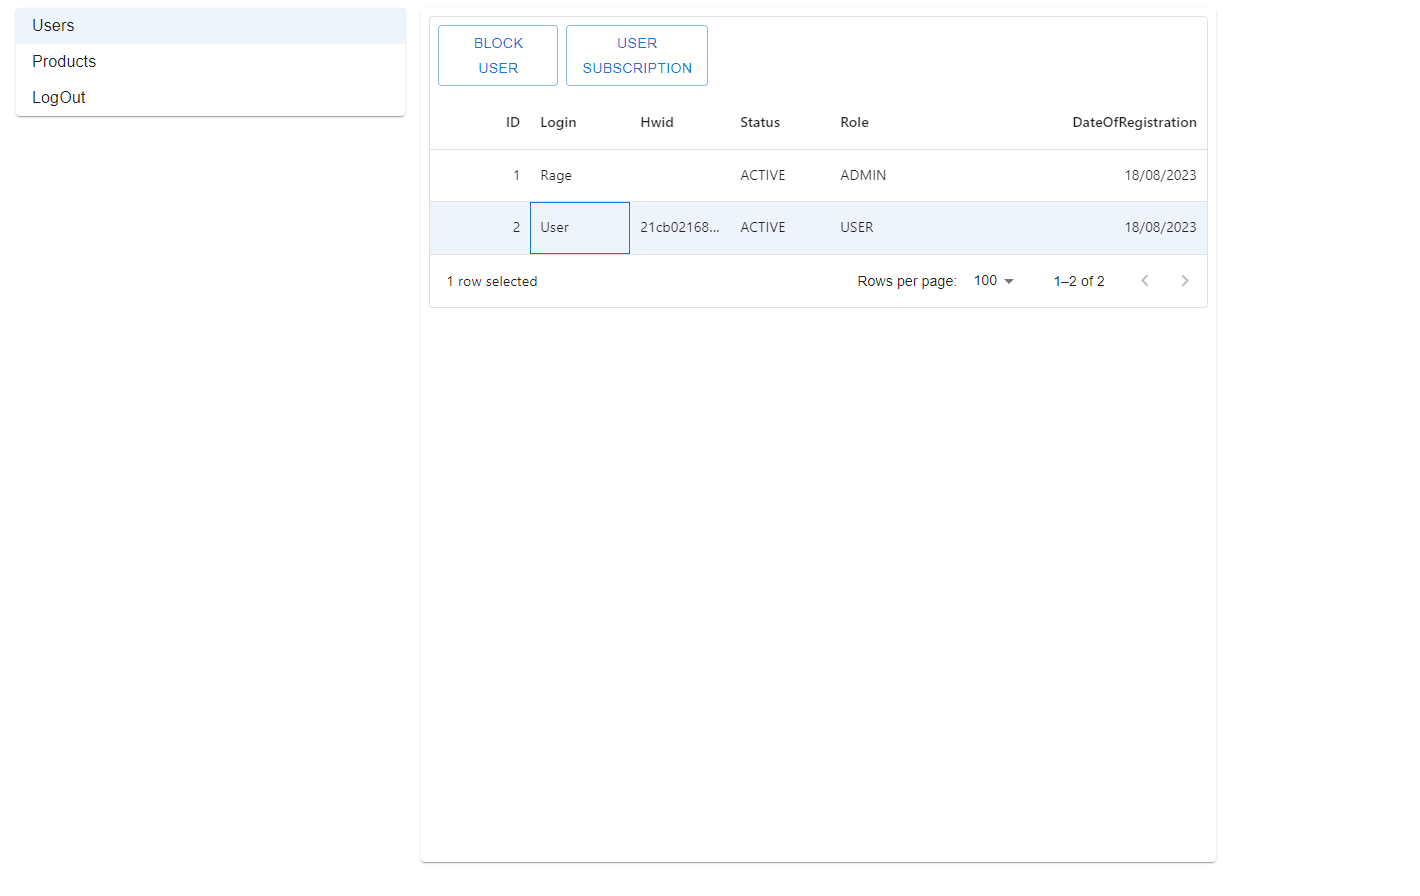 Users
Products
LogOut
BLOCK
USER
USER
SUBSCRIPTION
ID Login Hwid Status Role DateOfRegistration
1 Rage ACTIVE ADMIN 18/08/2023
2 User 21cb02168... ACTIVE USER 18/08/2023
1 row selected Rows per page: 100 1–2 of 2